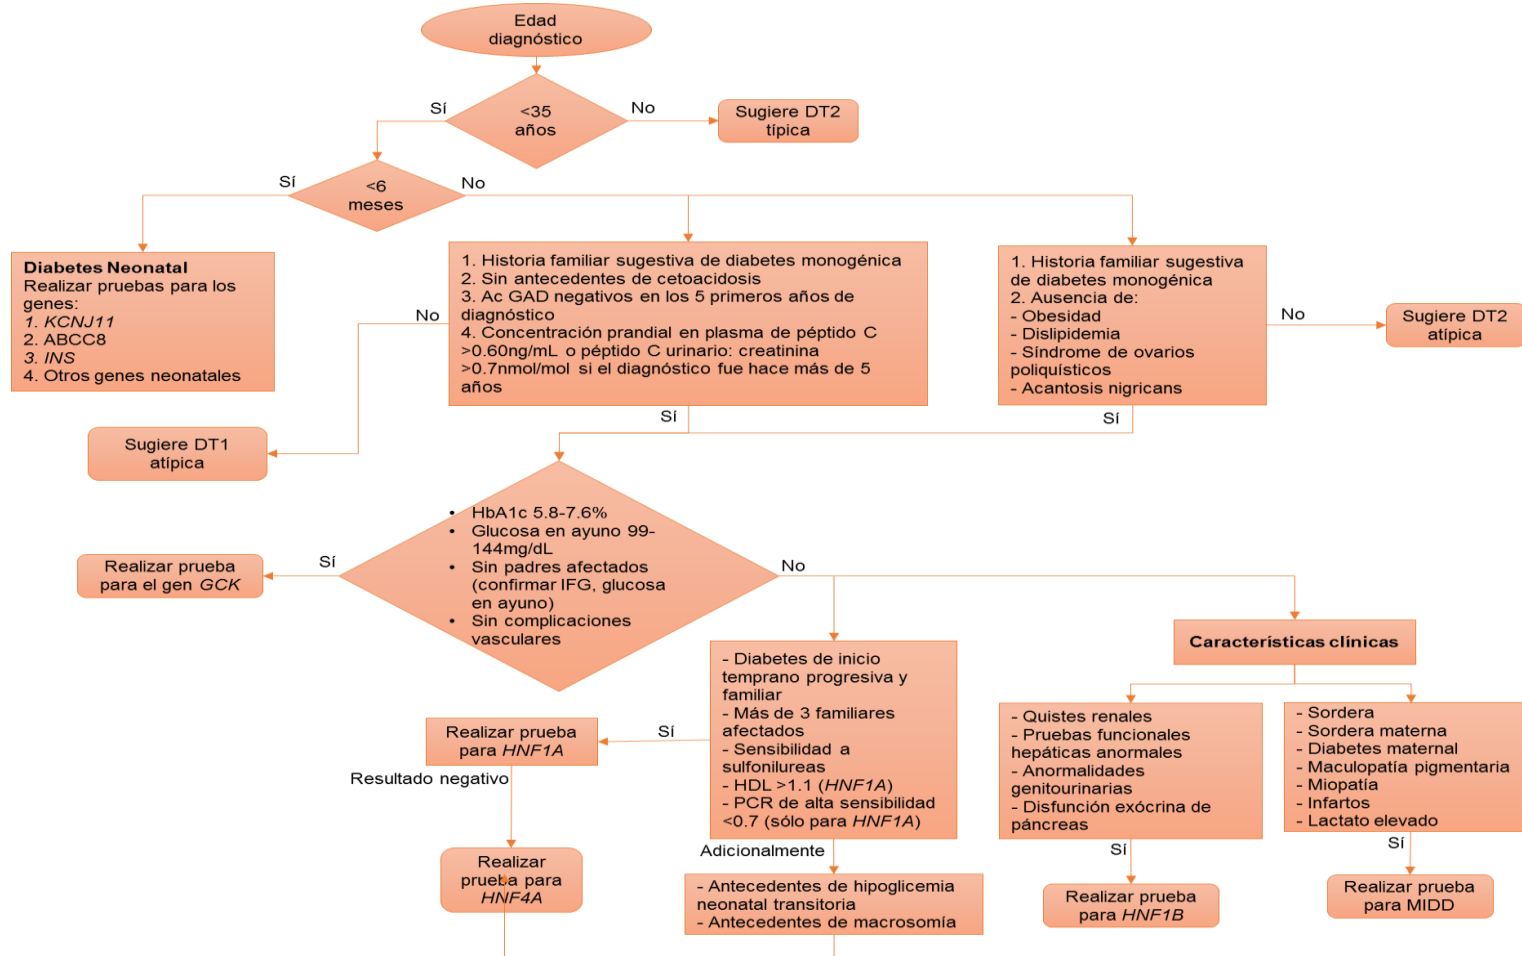 Edad
diagnóstico
<35
años
Sí
No
Sugiere DT2
típica
<6
meses
Sí
No
Diabetes Neonatal
Realizar pruebas para los
genes:
1. KCNJ11
2. ABCC8
3. INS
4. Otros genes neonatales
1. Historia familiar sugestiva de diabetes monogénica
2. Sin antecedentes de cetoacidosis
3. Ac GAD negativos en los 5 primeros años de
diagnóstico
4. Concentración prandial en plasma de péptido C
>0.60ng/mL o péptido C urinario: creatinina
>0.7nmol/mol si el diagnóstico fue hace más de 5
años
1. Historia familiar sugestiva
de diabetes monogénica
2. Ausencia de:
- Obesidad
- Dislipidemia
- Síndrome de ovarios
poliquísticos
- Acantosis nigricans
No
Sugiere DT2
atípica
No
Sugiere DT1
atípica
Sí
Sí
• HbA1c 5.8-7.6%
• Glucosa en ayuno 99-
144mg/dL
• Sin padres afectados
(confirmar IFG, glucosa
en ayuno)
• Sin complicaciones
vasculares
Sí
Realizar prueba
para el gen GCK
No
- Diabetes de inicio
temprano progresiva y
familiar
- Más de 3 familiares
afectados
- Sensibilidad a
sulfonilureas
- HDL >1.1 (HNF1A)
- PCR de alta sensibilidad
<0.7 (sólo para HNF1A)
Sí
Realizar prueba
para HNF1A
Resultado negativo
Realizar
prueba para
HNF4A
Adicionalmente
- Antecedentes de hipoglicemia
neonatal transitoria
- Antecedentes de macrosomía
Características clínicas
- Quistes renales
- Pruebas funcionales
hepáticas anormales
- Anormalidades
genitourinarias
- Disfunción exócrina de
páncreas
Sí
Realizar prueba
para HNF1B
- Sordera
- Sordera materna
- Diabetes maternal
- Maculopatía pigmentaria
- Miopatía
- Infartos
- Lactato elevado
Sí
Realizar prueba
para MIDD